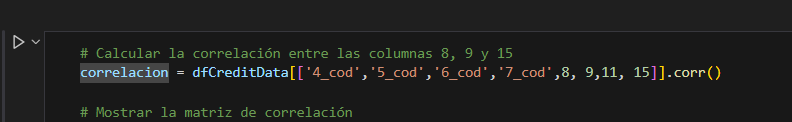 # Calcular la correlación entre las columnas 8, 9 y 15
correlacion = dfCreditData[['4_cod','5_cod','6_cod','7_cod',8, 9,11, 15]].corr()
# Mostrar la matriz de correlación